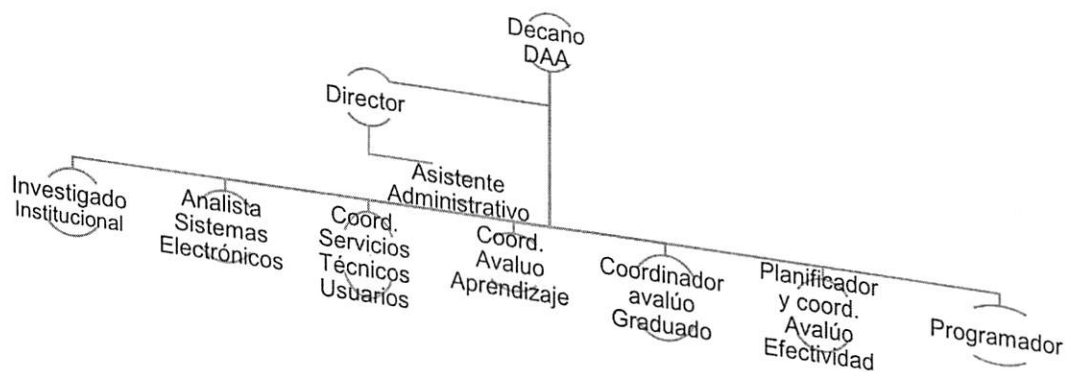 Decano
DAA
Director
Asistente
Administrativo
Investigado
Institucional
Analista
Sistemas
Electrónicos
Coord.
Servicios
Técnicos
Usuarios
Coord.
Avaluo
Aprendizaje
Coordinador
avalúo
Graduado
Planificador
y coord.
Avalúo
Efectividad
Programador